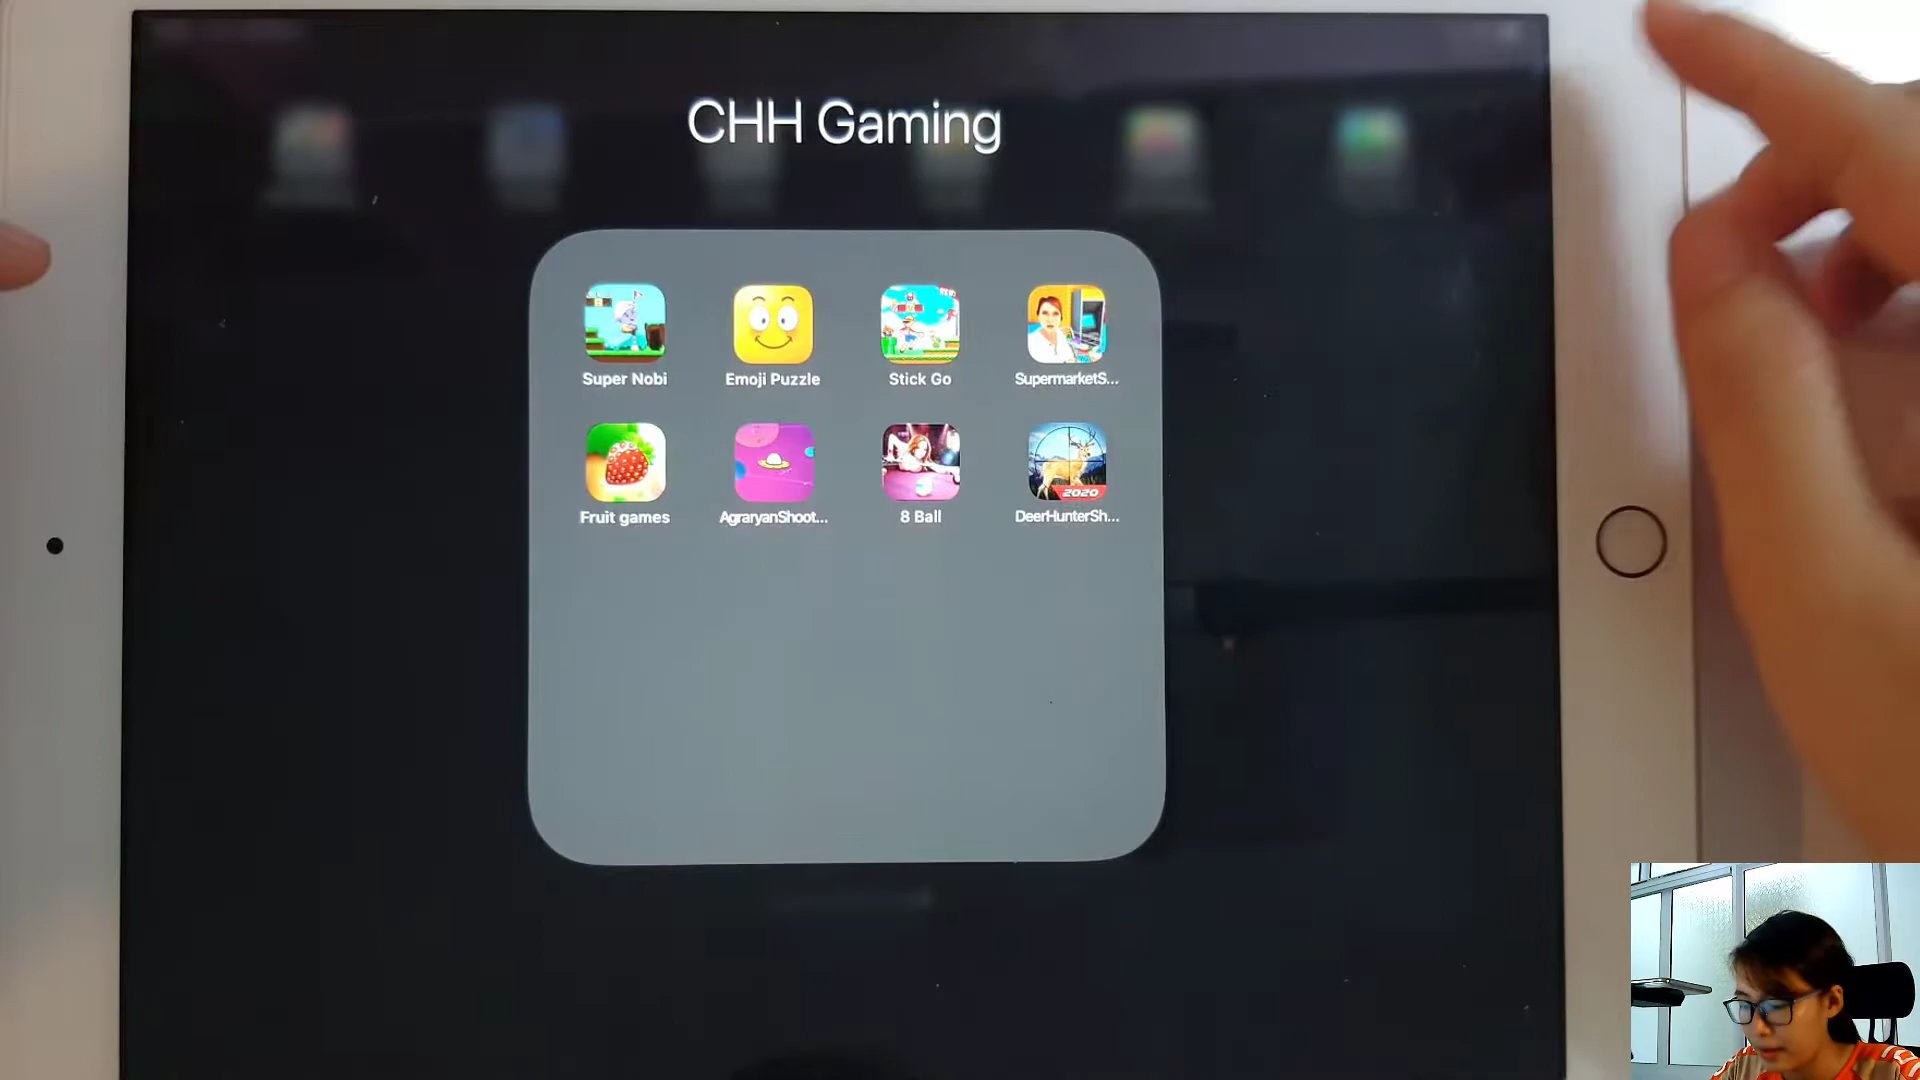 CHH Gaming
Super Nobi
Emoji Puzzle
Stick Go
SupermarketS...
Fruit games
AgraryanShoot...
8 Ball
2020
DeerHunterSh...